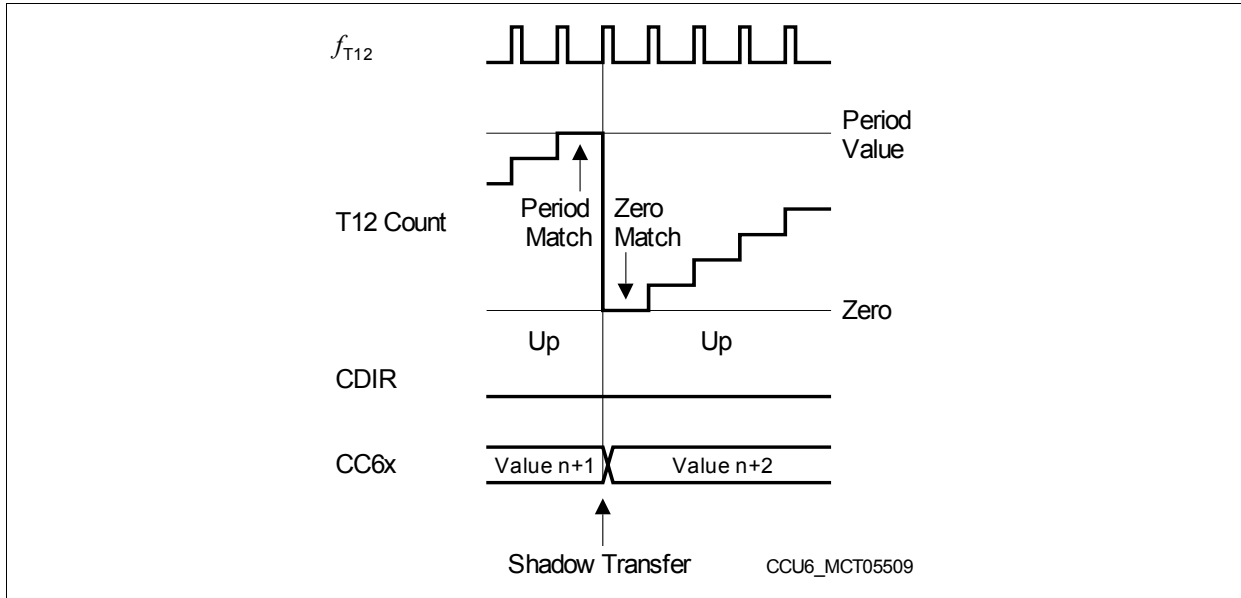 fT12
Period
Value
T12 Count
Period
Match
Zero
Match
Zero
Up
Up
CDIR
CC6x
Value n+1
Value n+2
Shadow Transfer
CCU6_MCT05509